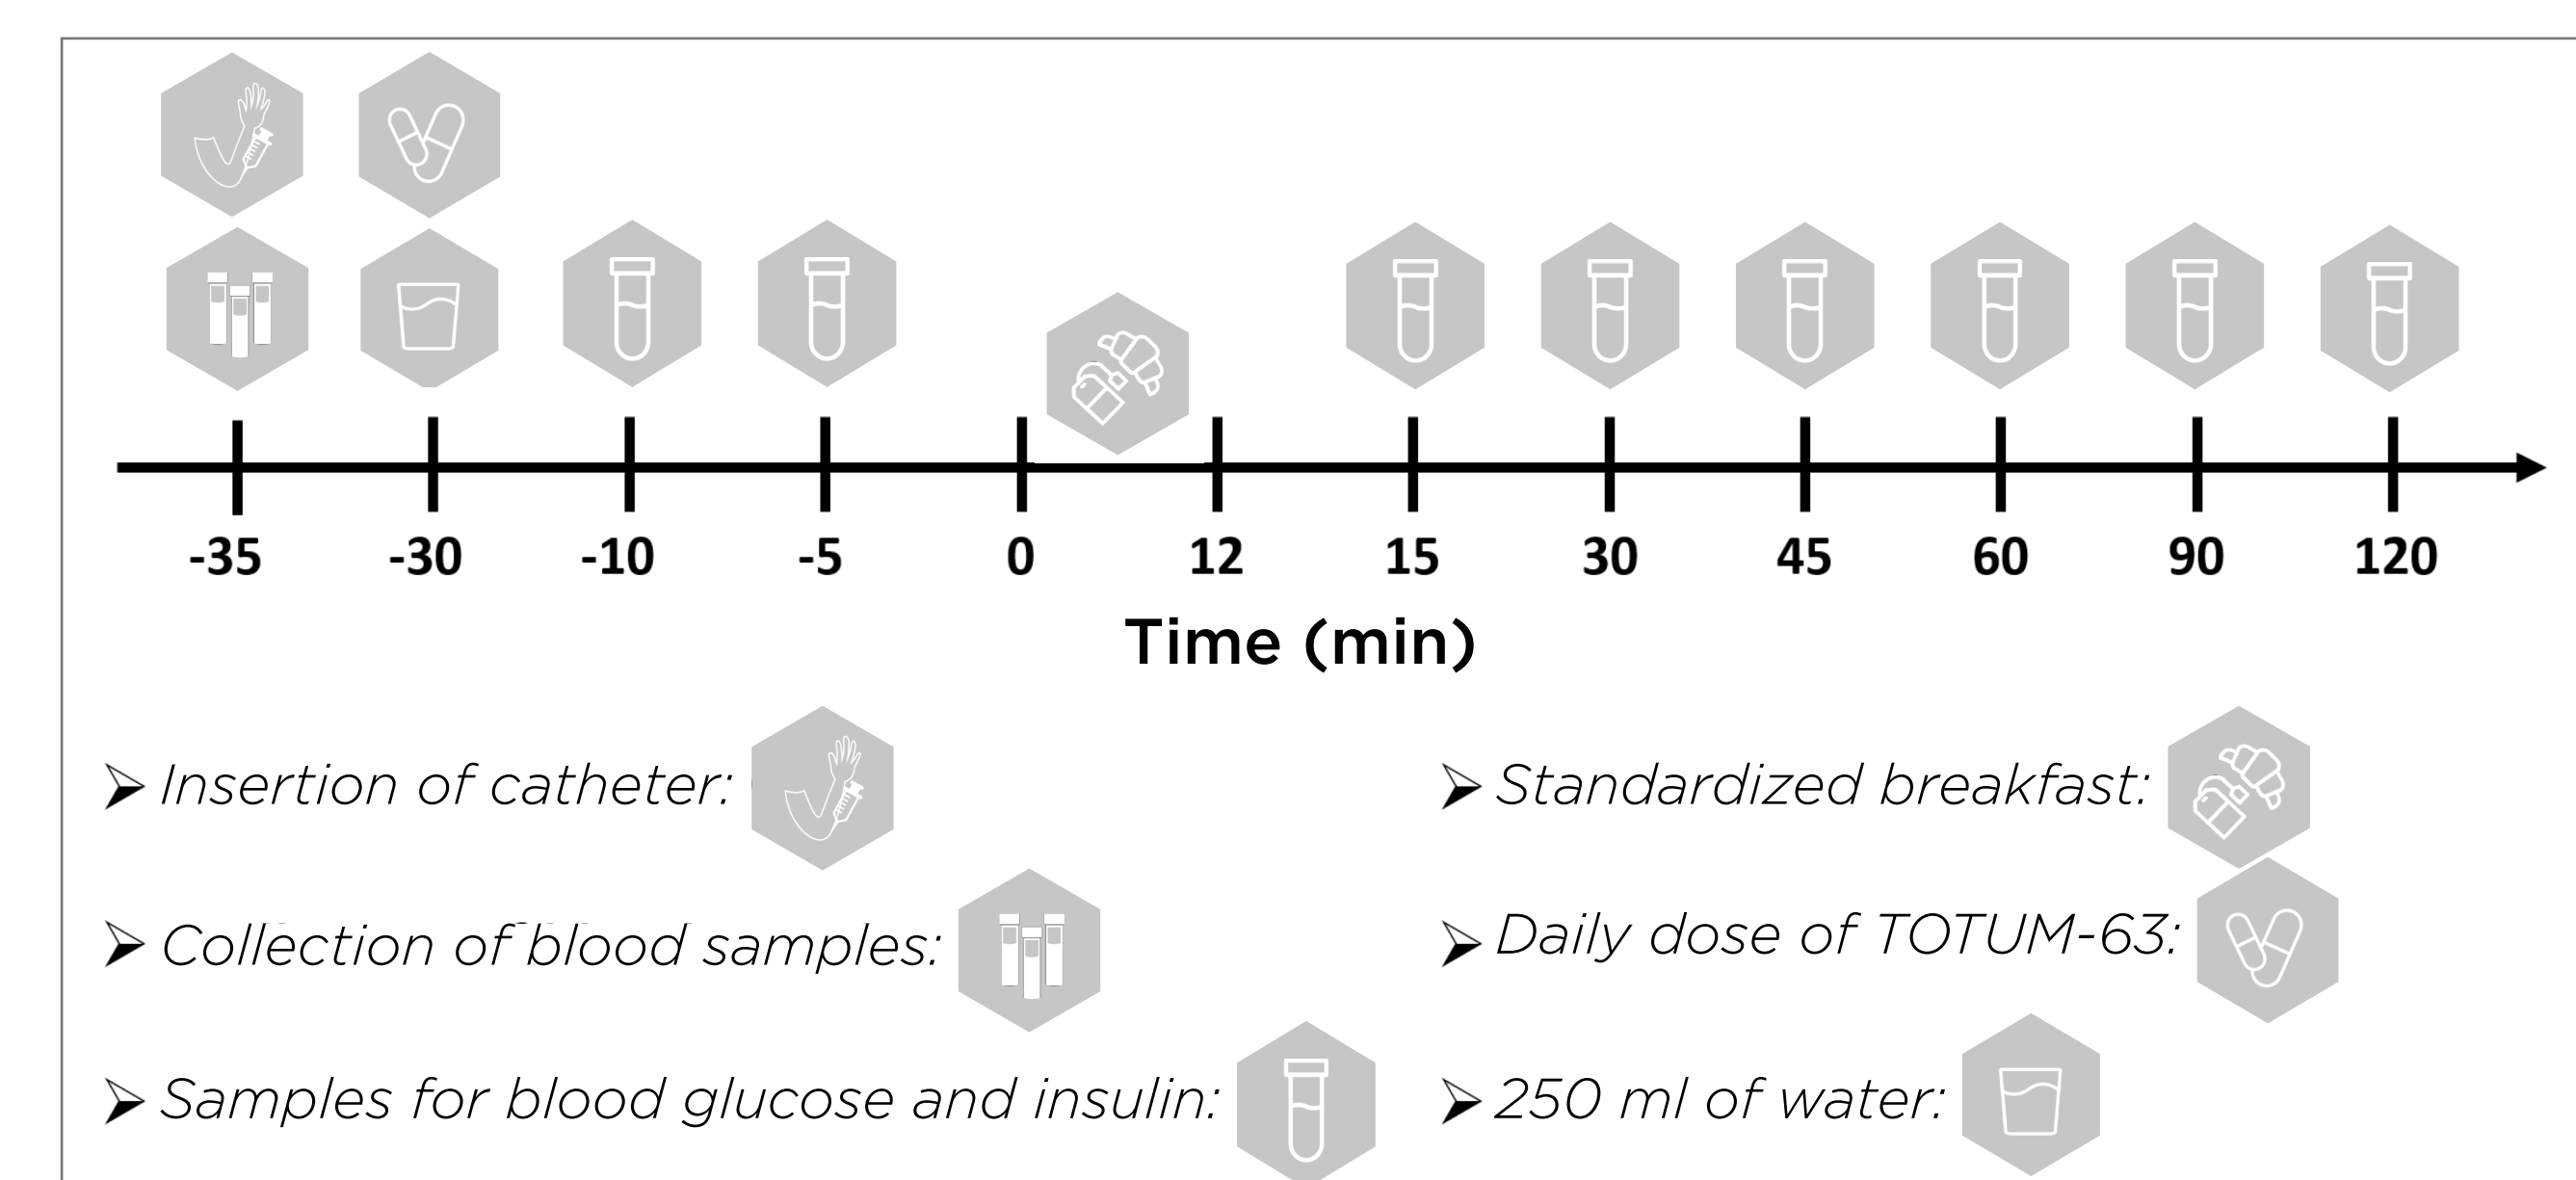 -35 -30 -10 -5 0 12 15 30 45 60 90 120
Time (min)
Insertion of catheter:
Collection of blood samples:
Samples for blood glucose and insulin:
Standardized breakfast:
Daily dose of TOTUM-63:
250 ml of water: